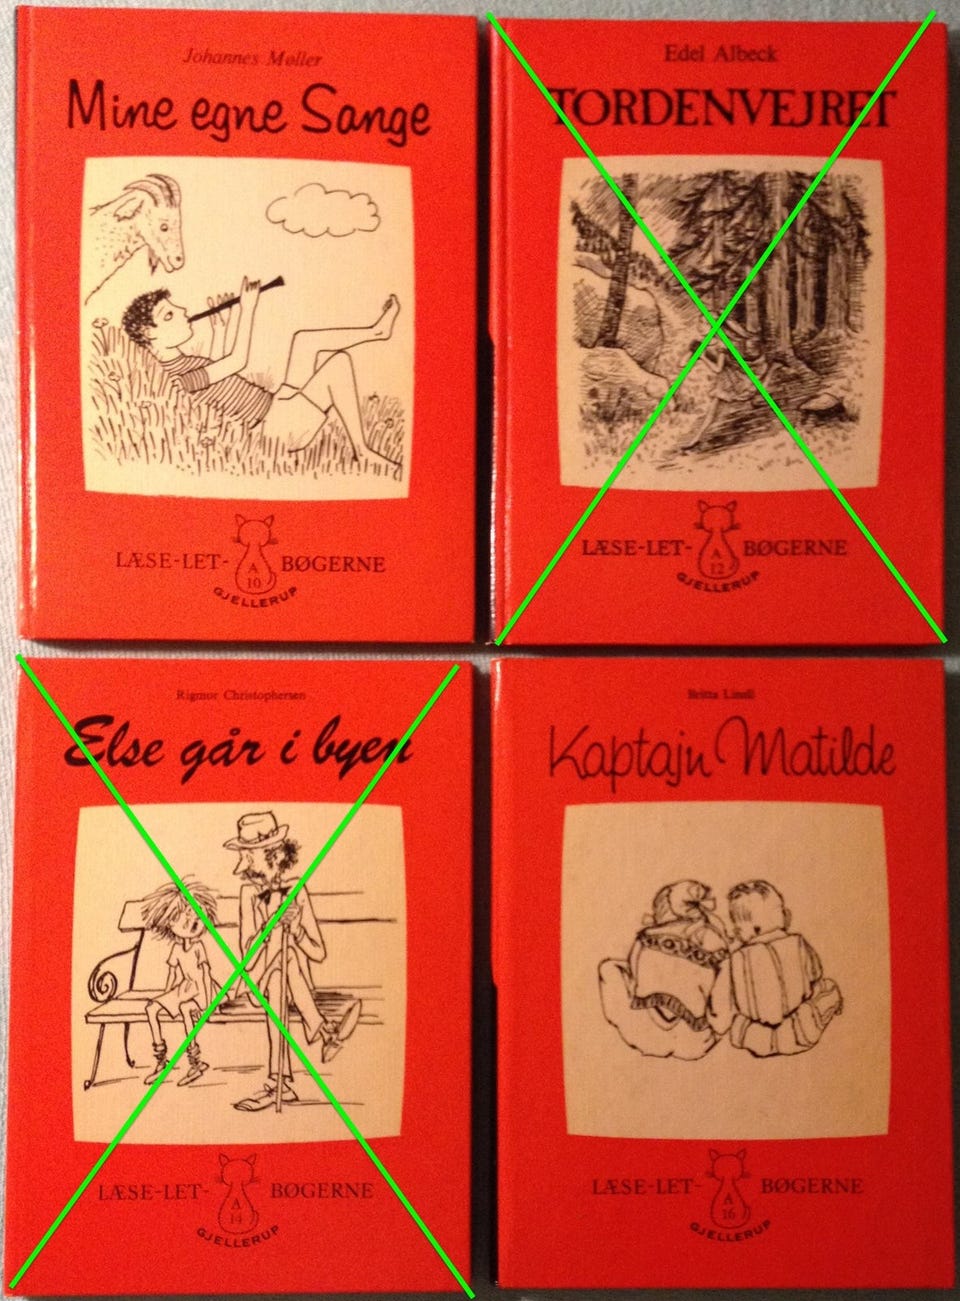 Johannes Møller
Mine egne Sange
LÆSE-LET- BØGERNE
A
10
GJELLERUP
Edel Albeck
TORDENVEJRET
LÆSE-LET- BØGERNE
A
12
GJELLERUP
Rigmor Christophersen
Else går i byen
LÆSE-LET- BØGERNE
A
14
GJELLERUP
Britta
Kaptajn Matilde
LÆSE-LET- BØGERNE
A
16
GJELLERUP